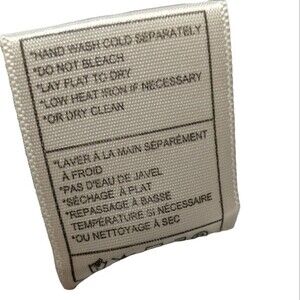 *HAND WASH COLD SEPARATELY
*DO NOT BLEACH
*LAY FLAT TO DRY
*LOW HEAT IRON IF NECESSARY
*OR DRY CLEAN
*LAVER À LA MAIN SÉPARÉMENT
À FROID
*PAS D'EAU DE JAVEL
*SÉCHAGE À PLAT
*REPASSAGE À BASSE
TEMPÉRATURE SI NÉCESSAIRE
*OU NETTOYAGE À SEC